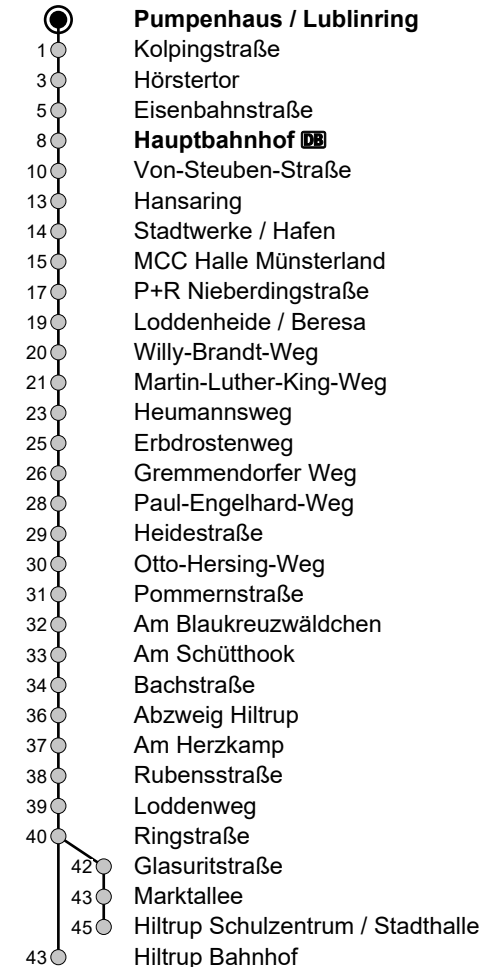 Pumpenhaus / Lublinring
1 Kolpingstraße
3 Hörstertor
5 Eisenbahnstraße
8 Hauptbahnhof DB
10 Von-Steuben-Straße
13 Hansaring
14 Stadtwerke / Hafen
15 MCC Halle Münsterland
17 P+R Nieberdingstraße
19 Loddenheide / Beresa
20 Willy-Brandt-Weg
21 Martin-Luther-King-Weg
23 Heumannsweg
25 Erbdrostenweg
26 Gremmendorfer Weg
28 Paul-Engelhard-Weg
29 Heidestraße
30 Otto-Hersing-Weg
31 Pommernstraße
32 Am Blaukreuzwäldchen
33 Am Schütthook
34 Bachstraße
36 Abzweig Hiltrup
37 Am Herzkamp
38 Rubensstraße
39 Loddenweg
40 Ringstraße
42 Glasuritstraße
43 Marktallee
45 Hiltrup Schulzentrum / Stadthalle
43 Hiltrup Bahnhof